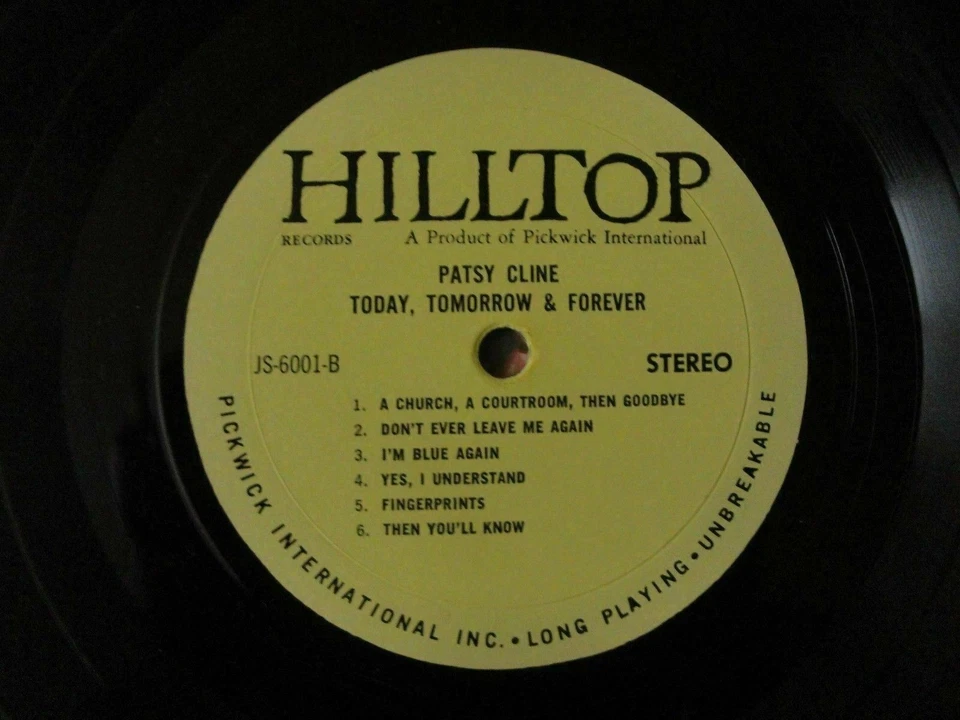 HILLTOP
RECORDS A Product of Pickwick International
PATSY CLINE
TODAY, TOMORROW & FOREVER
JS-6001-B STEREO
1. A CHURCH, A COURTROOM, THEN GOODBYE
2. DON'T EVER LEAVE ME AGAIN
3. I'M BLUE AGAIN
4. YES, I UNDERSTAND
5. FINGERPRINTS
6. THEN YOU'LL KNOW
PICKWICK INTERNATIONAL INC. • LONG PLAYING • UNBREAKABLE